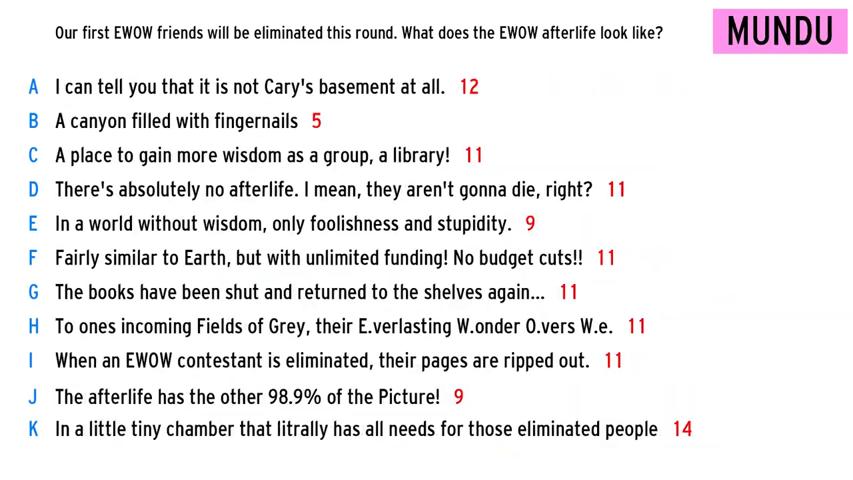 Our first EWOW friends will be eliminated this round. What does the EWOW afterlife look like?
MUNDU
A I can tell you that it is not Cary's basement at all. 12
B A canyon filled with fingernails 5
C A place to gain more wisdom as a group, a library! 11
D There's absolutely no afterlife. I mean, they aren't gonna die, right? 11
E In a world without wisdom, only foolishness and stupidity. 9
F Fairly similar to Earth, but with unlimited funding! No budget cuts!! 11
G The books have been shut and returned to the shelves again... 11
H To ones incoming Fields of Grey, their E.verlasting W.onder O.vers W.e. 11
I When an EWOW contestant is eliminated, their pages are ripped out. 11
J The afterlife has the other 98.9% of the Picture! 9
K In a little tiny chamber that litrally has all needs for those eliminated people 14